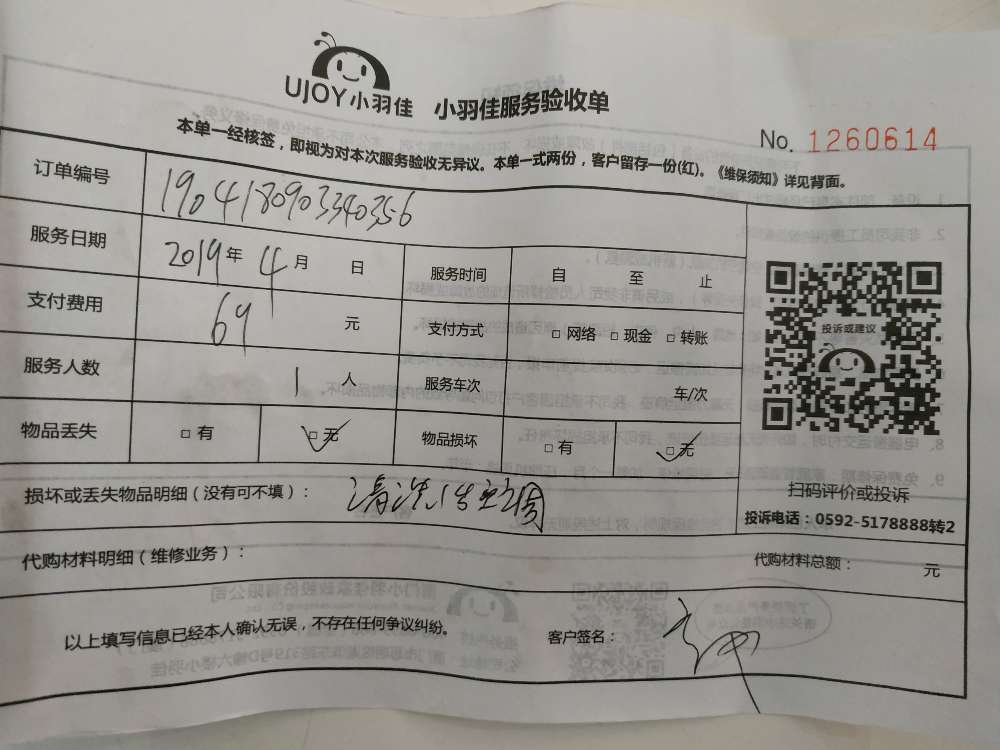 UJOY小羽佳 小羽佳服务验收单
No. 1260614
本单一经核签，即视为对本次服务验收无异议。本单一式两份，客户留存一份(红)。《维保须知》详见背面。
订单编号 1904180903340356
服务日期 2019年 4月 日 服务时间 自 至 止
支付费用 69 元 支付方式 □ 网络 □ 现金 □ 转账
服务人数 1 人 服务车次 车/次
物品丢失 □ 有 □ 无 物品损坏 □ 有 □ 无
投诉或建议
扫码评价或投诉
投诉电话：0592-5178888转2
损坏或丢失物品明细（没有可不填）： 清洗
代购材料明细（维修业务）： 代购材料总额： 元
以上填写信息已经本人确认无误，不存在任何争议纠纷。 客户签名：